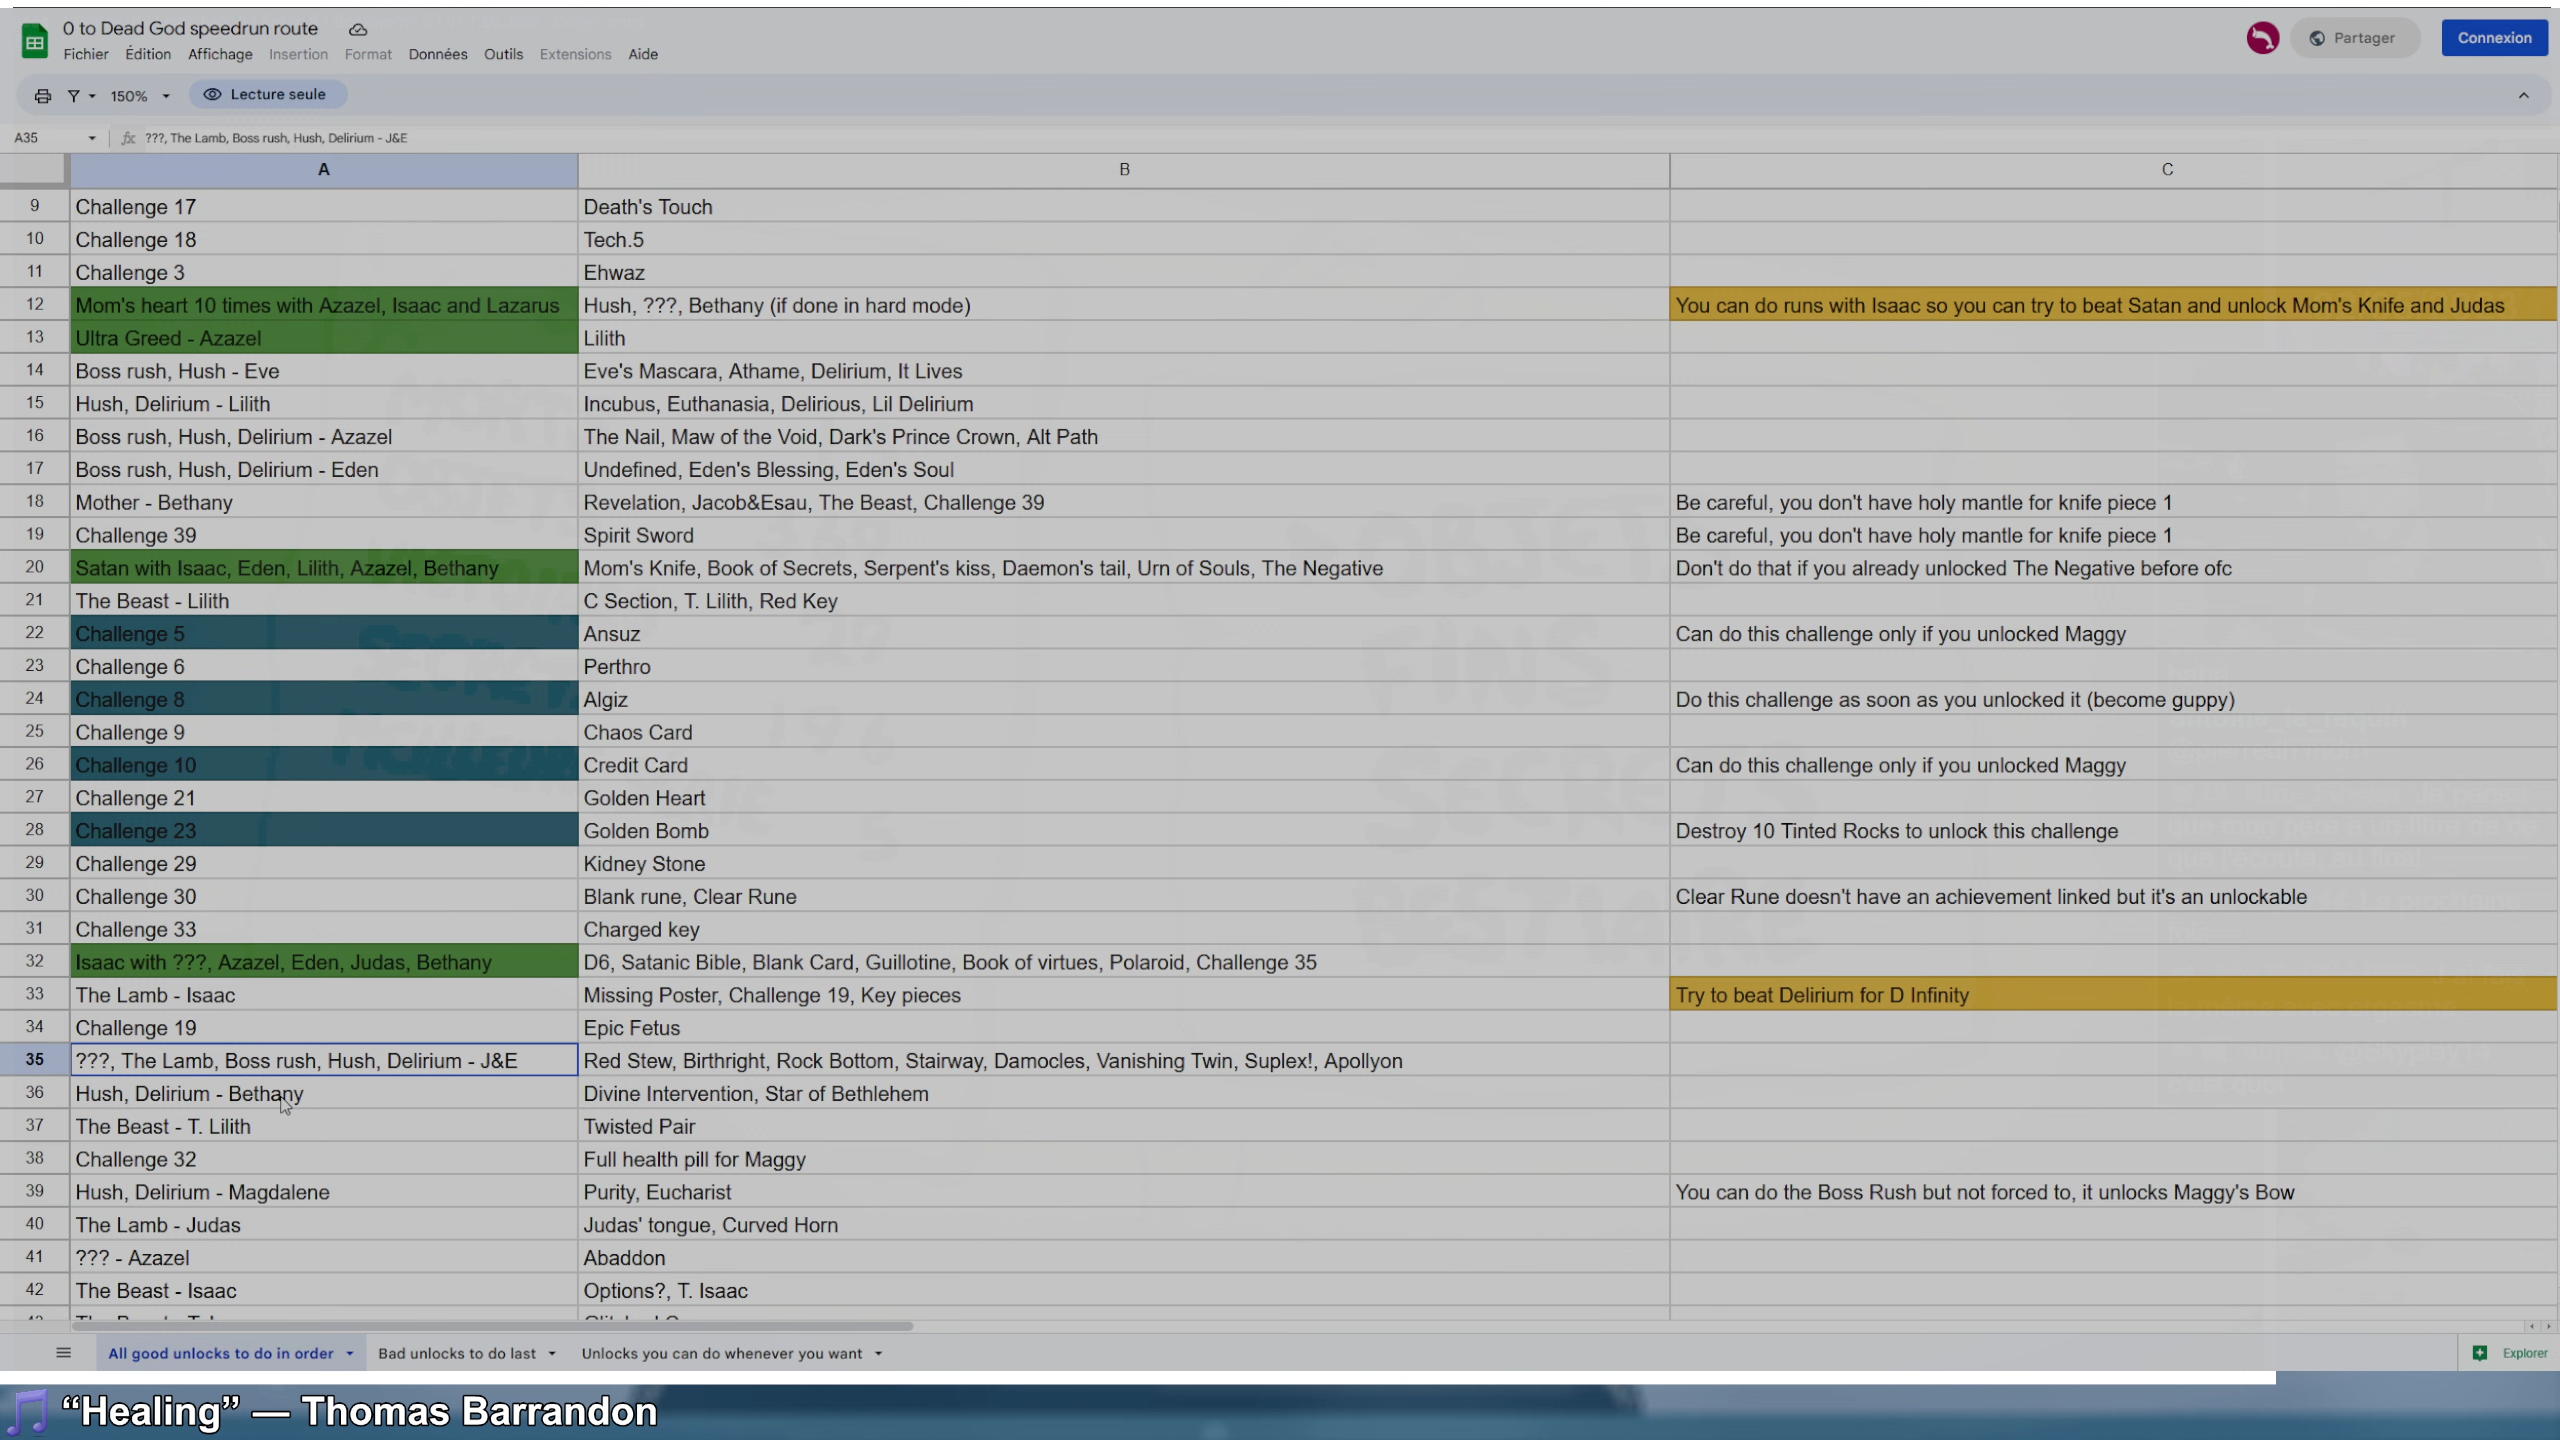 0 to Dead God speedrun route
Fichier Édition Affichage Insertion Format Données Outils Extensions Aide
Partager
Connexion
150% Lecture seule
A35 fx ???, The Lamb, Boss rush, Hush, Delirium - J&E
A B C
9 Challenge 17 Death's Touch
10 Challenge 18 Tech.5
11 Challenge 3 Ehwaz
12 Mom's heart 10 times with Azazel, Isaac and Lazarus Hush, ???, Bethany (if done in hard mode) You can do runs with Isaac so you can try to beat Satan and unlock Mom's Knife and Judas
13 Ultra Greed - Azazel Lilith
14 Boss rush, Hush - Eve Eve's Mascara, Athame, Delirium, It Lives
15 Hush, Delirium - Lilith Incubus, Euthanasia, Delirious, Lil Delirium
16 Boss rush, Hush, Delirium - Azazel The Nail, Maw of the Void, Dark's Prince Crown, Alt Path
17 Boss rush, Hush, Delirium - Eden Undefined, Eden's Blessing, Eden's Soul
18 Mother - Bethany Revelation, Jacob&Esau, The Beast, Challenge 39 Be careful, you don't have holy mantle for knife piece 1
19 Challenge 39 Spirit Sword Be careful, you don't have holy mantle for knife piece 1
20 Satan with Isaac, Eden, Lilith, Azazel, Bethany Mom's Knife, Book of Secrets, Serpent's kiss, Daemon's tail, Urn of Souls, The Negative Don't do that if you already unlocked The Negative before ofc
21 The Beast - Lilith C Section, T. Lilith, Red Key
22 Challenge 5 Ansuz Can do this challenge only if you unlocked Maggy
23 Challenge 6 Perthro
24 Challenge 8 Algiz Do this challenge as soon as you unlocked it (become guppy)
25 Challenge 9 Chaos Card
26 Challenge 10 Credit Card Can do this challenge only if you unlocked Maggy
27 Challenge 21 Golden Heart
28 Challenge 23 Golden Bomb Destroy 10 Tinted Rocks to unlock this challenge
29 Challenge 29 Kidney Stone
30 Challenge 30 Blank rune, Clear Rune Clear Rune doesn't have an achievement linked but it's an unlockable
31 Challenge 33 Charged key
32 Isaac with ???, Azazel, Eden, Judas, Bethany D6, Satanic Bible, Blank Card, Guillotine, Book of virtues, Polaroid, Challenge 35
33 The Lamb - Isaac Missing Poster, Challenge 19, Key pieces Try to beat Delirium for D Infinity
34 Challenge 19 Epic Fetus
35 ???, The Lamb, Boss rush, Hush, Delirium - J&E Red Stew, Birthright, Rock Bottom, Stairway, Damocles, Vanishing Twin, Suplex!, Apollyon
36 Hush, Delirium - Bethany Divine Intervention, Star of Bethlehem
37 The Beast - T. Lilith Twisted Pair
38 Challenge 32 Full health pill for Maggy
39 Hush, Delirium - Magdalene Purity, Eucharist You can do the Boss Rush but not forced to, it unlocks Maggy's Bow
40 The Lamb - Judas Judas' tongue, Curved Horn
41 ??? - Azazel Abaddon
42 The Beast - Isaac Options?, T. Isaac
All good unlocks to do in order Bad unlocks to do last Unlocks you can do whenever you want Explorer
“Healing” — Thomas Barrandon